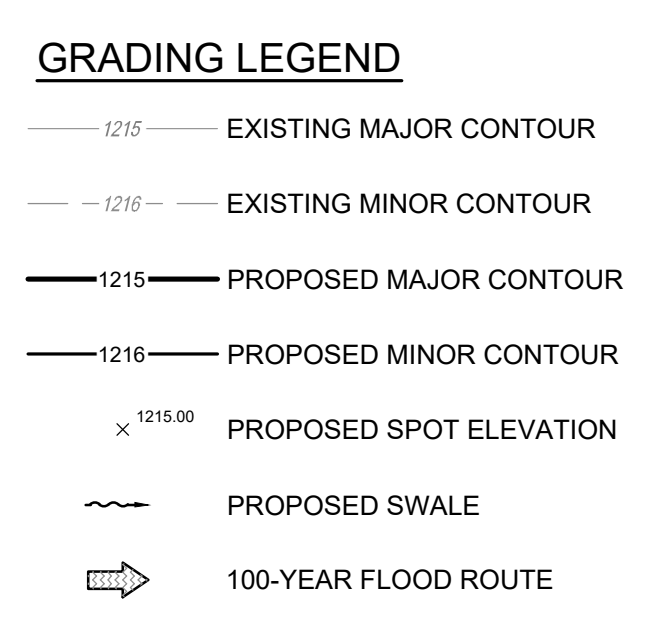 GRADING LEGEND
1215 EXISTING MAJOR CONTOUR
1216 EXISTING MINOR CONTOUR
1215 PROPOSED MAJOR CONTOUR
1216 PROPOSED MINOR CONTOUR
1215.00 PROPOSED SPOT ELEVATION
PROPOSED SWALE
100-YEAR FLOOD ROUTE